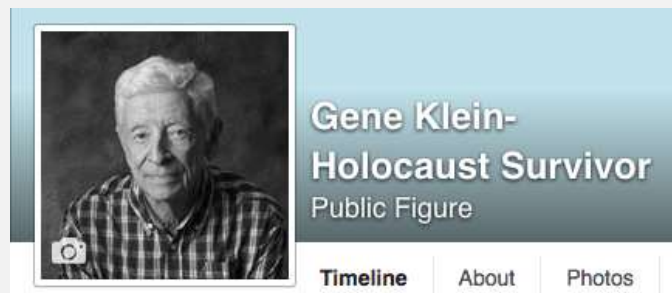 Gene Klein-
Holocaust Survivor
Public Figure
Timeline About Photos